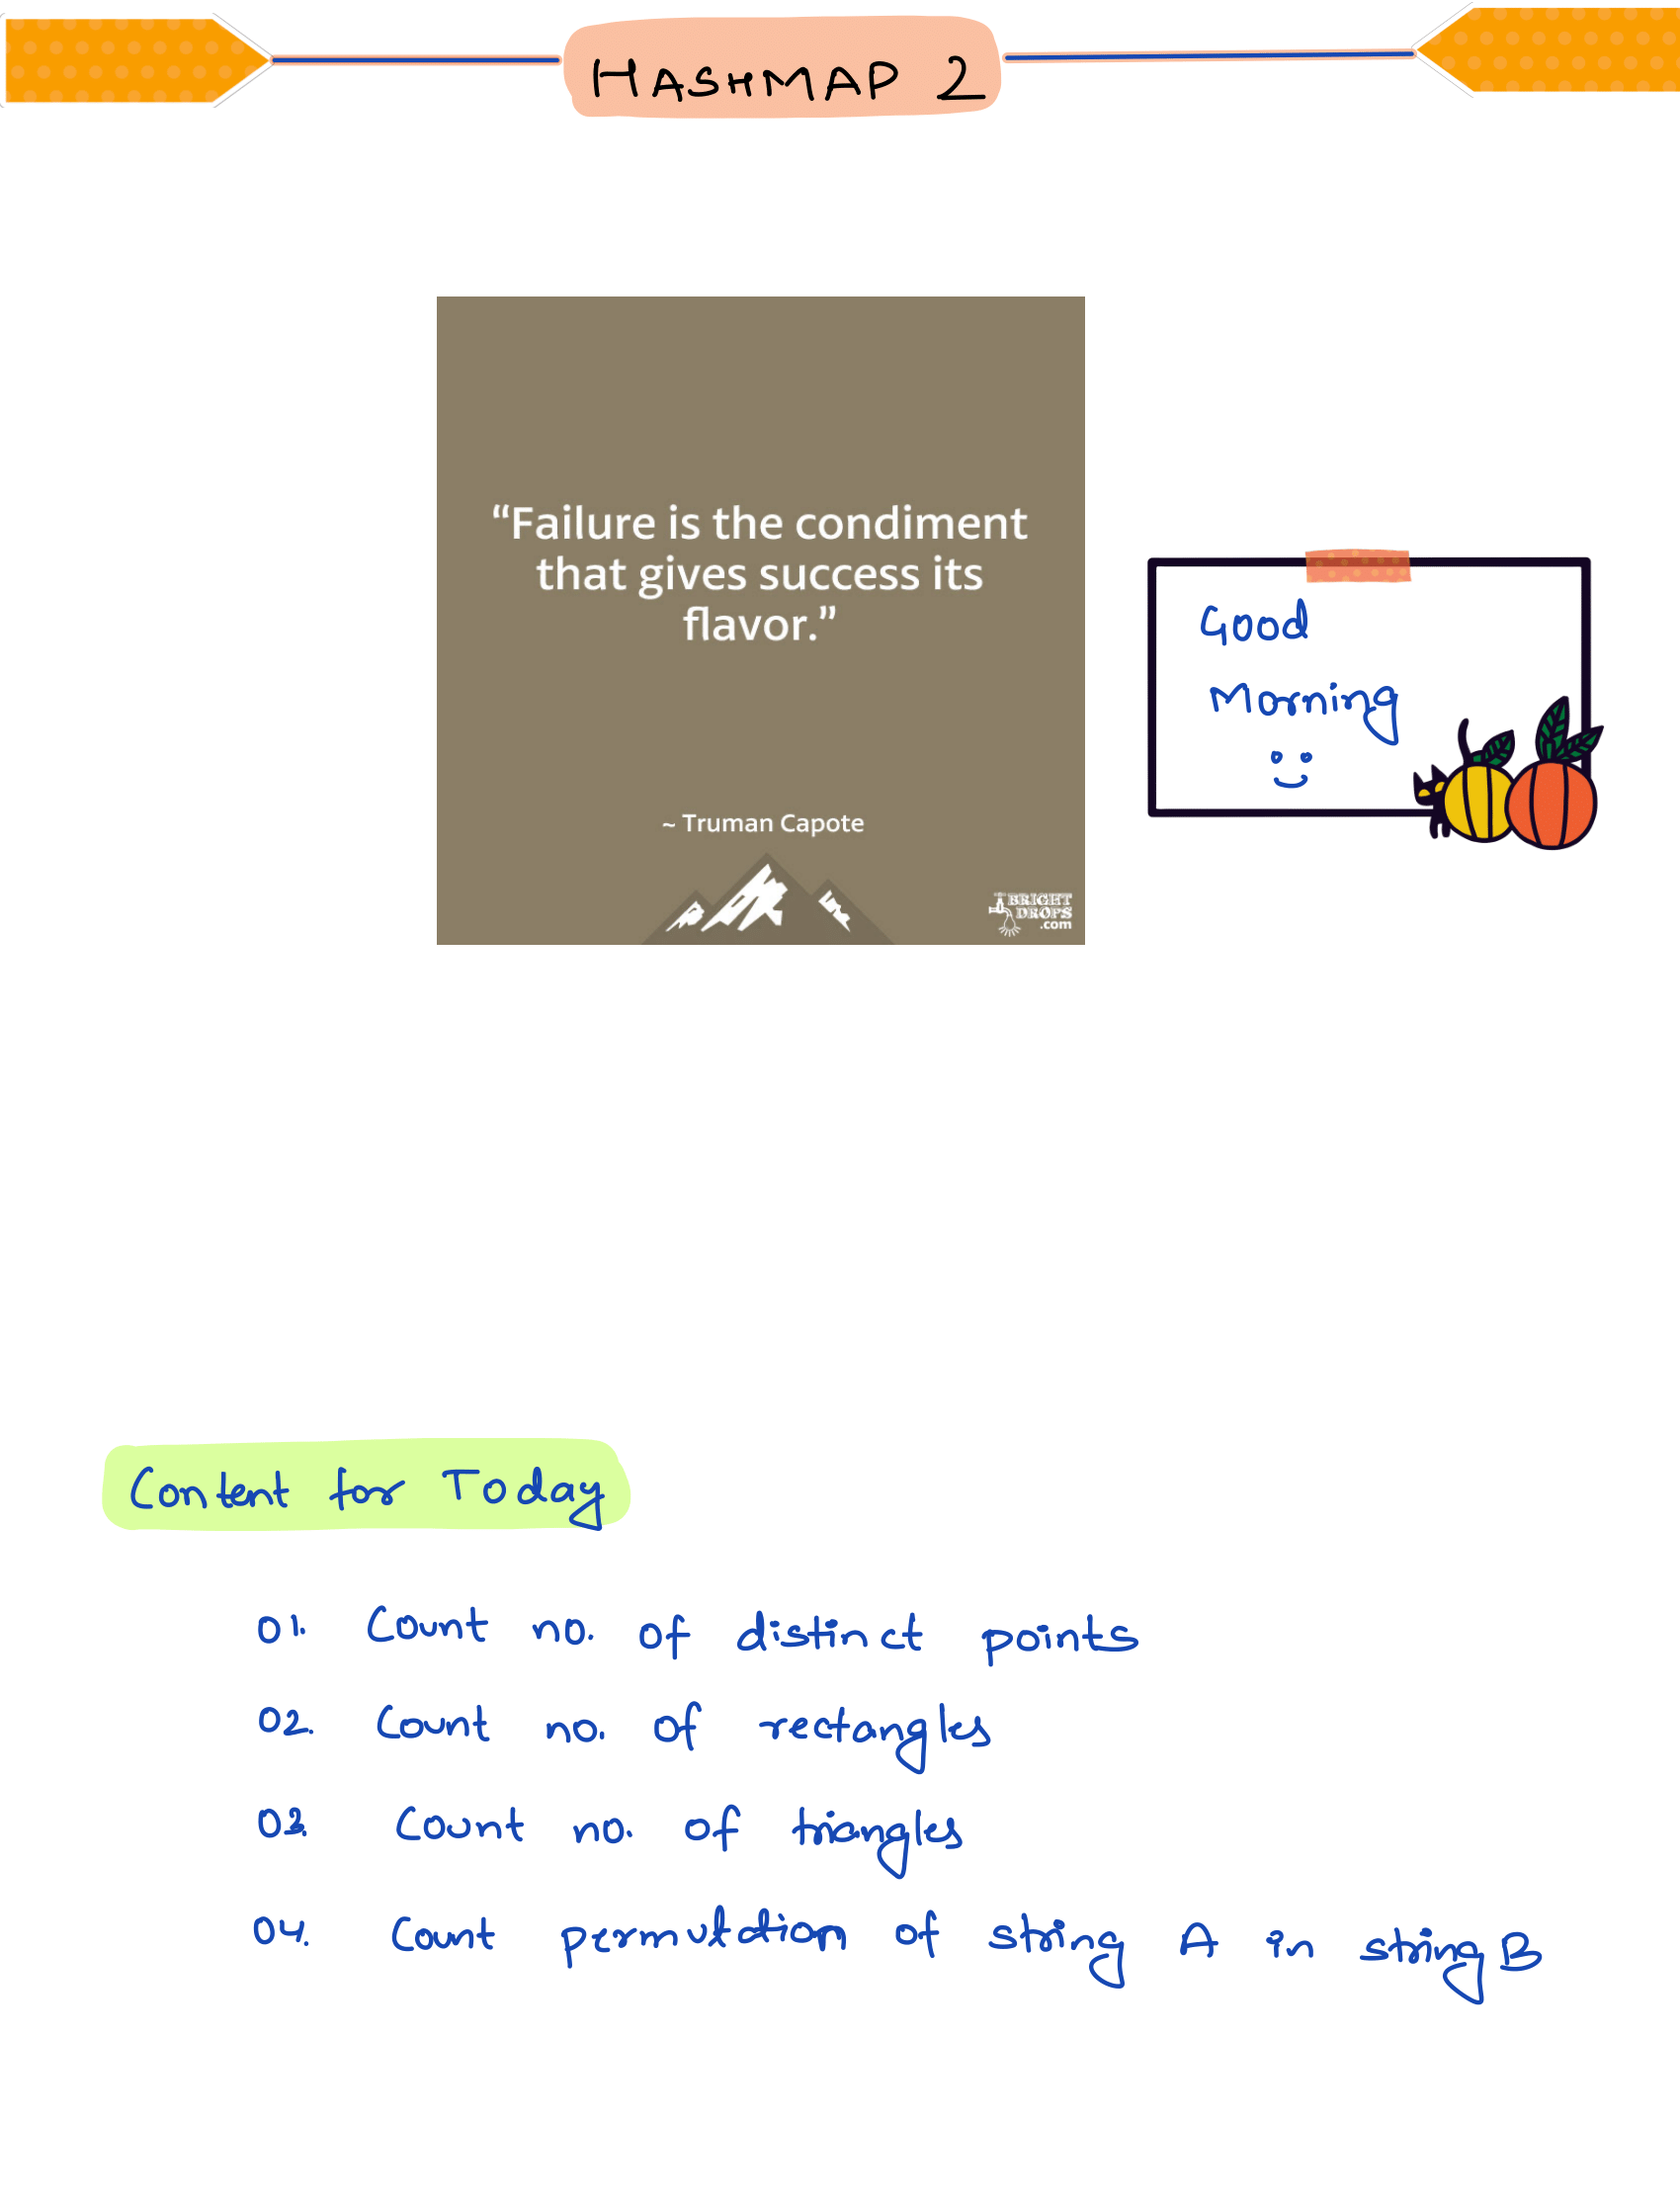 HASHMAP 2
“Failure is the condiment
that gives success its
flavor.”
~ Truman Capote
BRIGHT
DROPS
.com
Good
Morning
Content for Today
01. Count no. of distinct points
02. Count no. of rectangles
03. Count no. of triangles
04. Count permutation of string A in string B